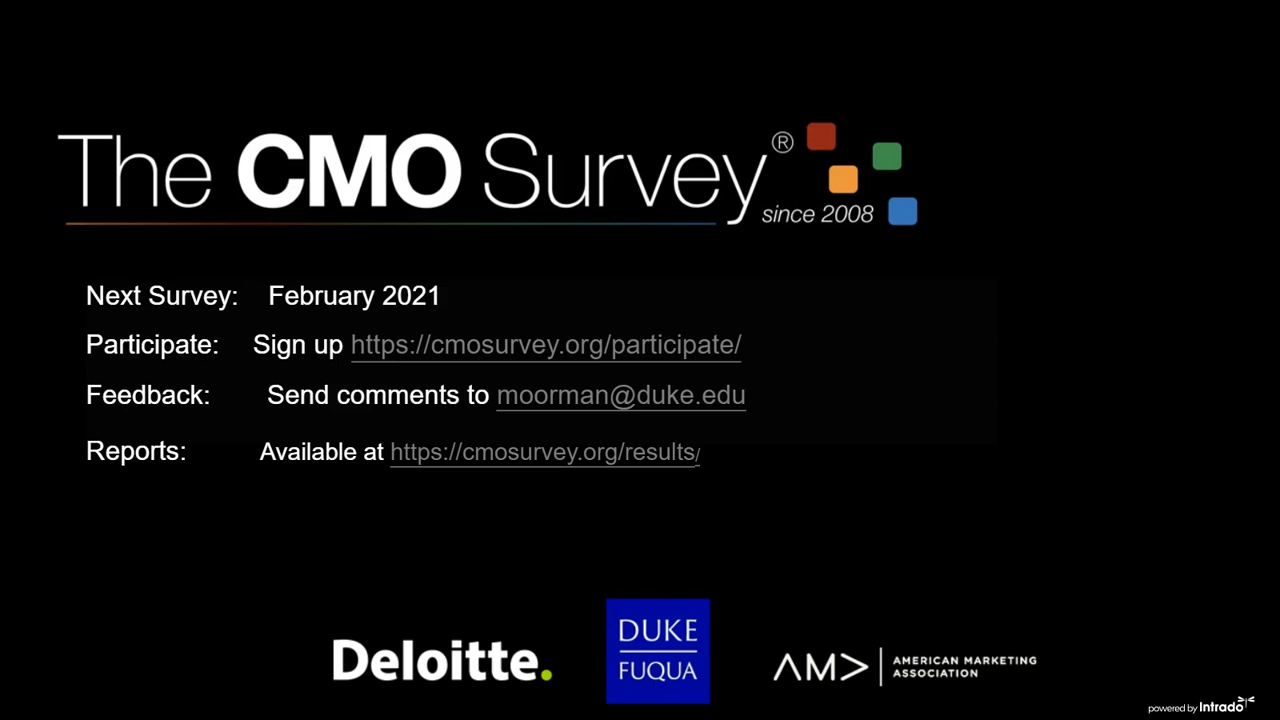 The CMO Survey®
since 2008
Next Survey: February 2021
Participate: Sign up https://cmosurvey.org/participate/
Feedback: Send comments to moorman@duke.edu
Reports: Available at https://cmosurvey.org/results/
Deloitte.
DUKE
FUQUA
AMA
AMERICAN MARKETING
ASSOCIATION
powered by Intrado